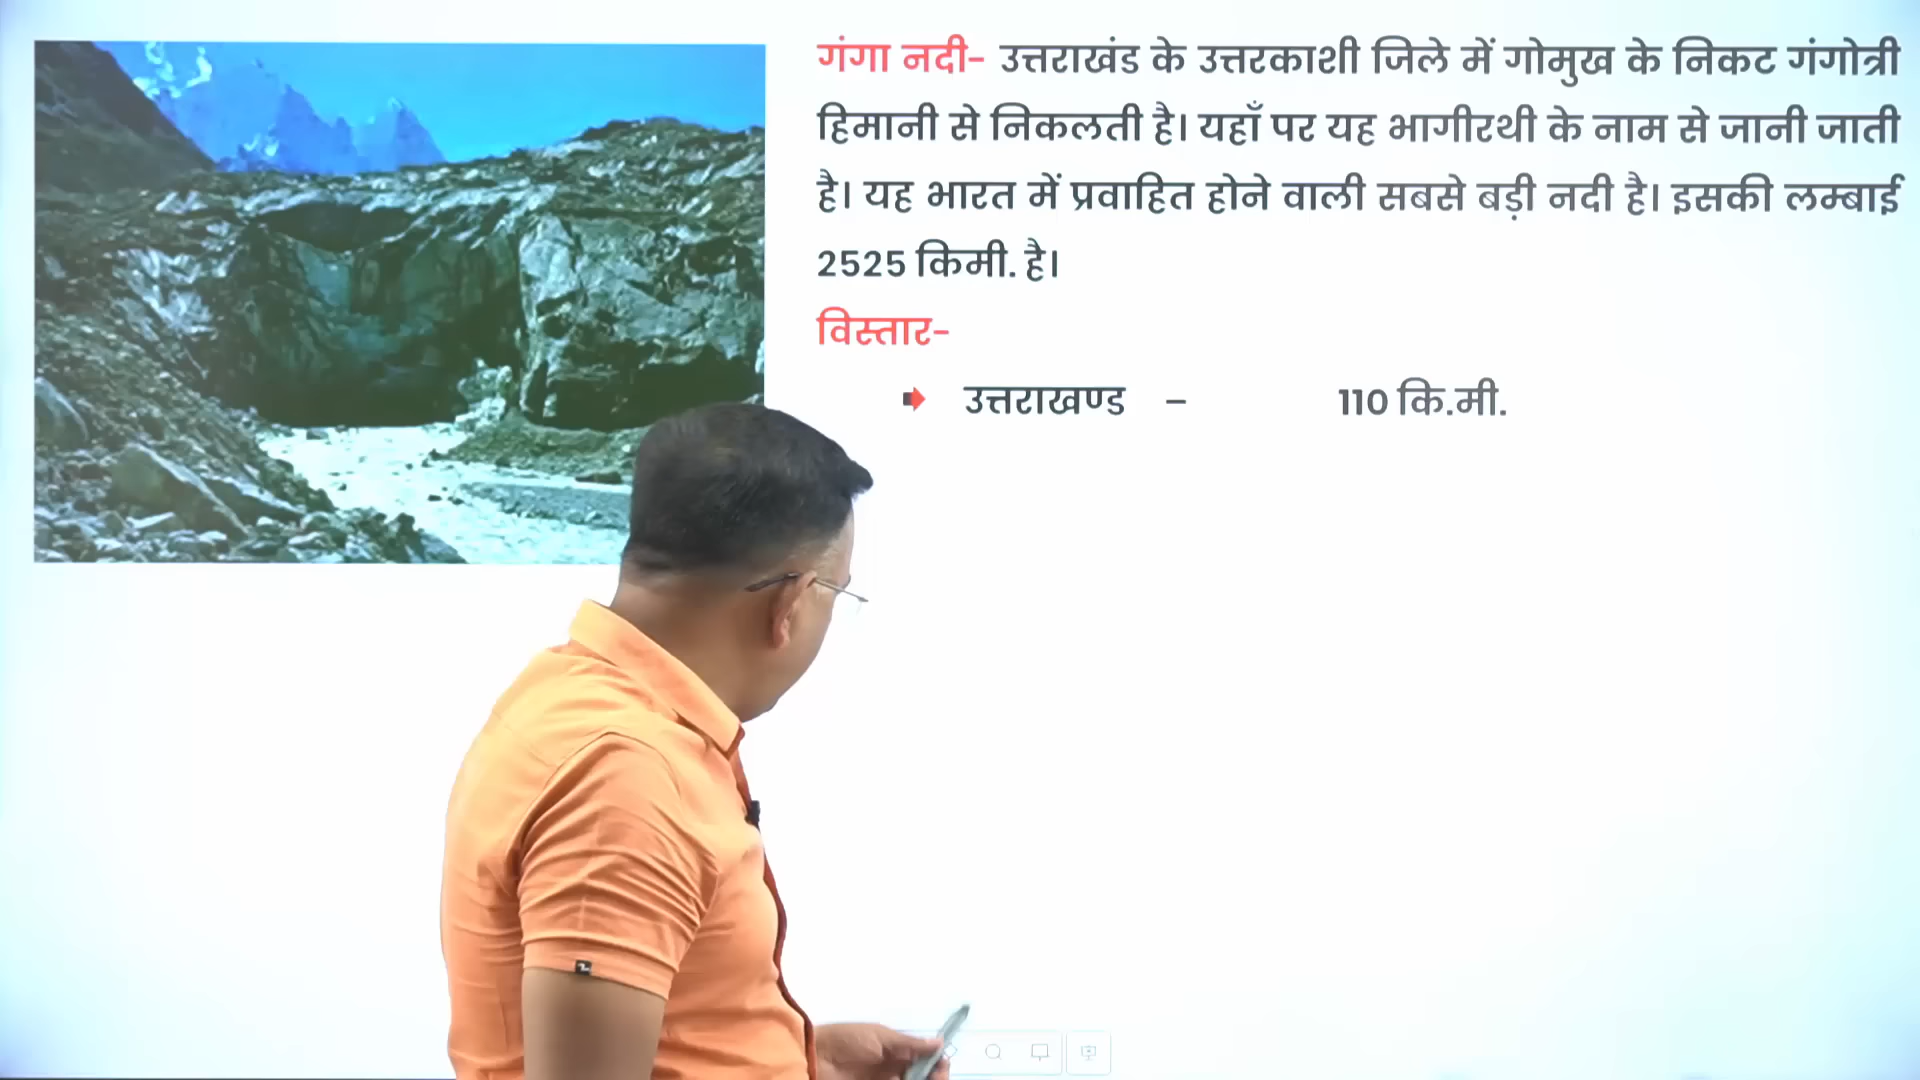 गंगा नदी- उत्तराखंड के उत्तरकाशी जिले में गोमुख के निकट गंगोत्री
हिमानी से निकलती है। यहाँ पर यह भागीरथी के नाम से जानी जाती
है। यह भारत में प्रवाहित होने वाली सबसे बड़ी नदी है। इसकी लम्बाई
2525 किमी. है।
विस्तार-
उत्तराखण्ड – 110 कि.मी.